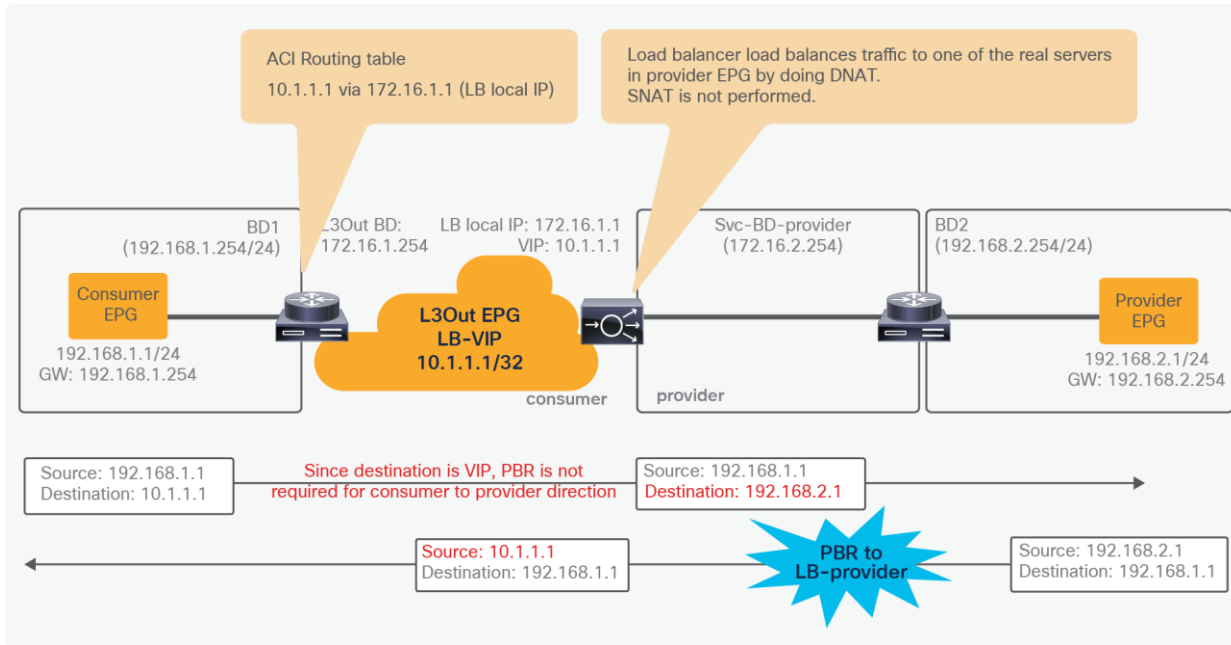 ACI Routing table
10.1.1.1 via 172.16.1.1 (LB local IP)
Load balancer load balances traffic to one of the real servers
in provider EPG by doing DNAT.
SNAT is not performed.
BD1
(192.168.1.254/24)
L3Out BD:
172.16.1.254
LB local IP: 172.16.1.1
VIP: 10.1.1.1
Svc-BD-provider
(172.16.2.254)
BD2
(192.168.2.254/24)
Consumer
EPG
192.168.1.1/24
GW: 192.168.1.254
L3Out EPG
LB-VIP
10.1.1.1/32
consumer
provider
Provider
EPG
192.168.2.1/24
GW: 192.168.2.254
Source: 192.168.1.1
Destination: 10.1.1.1
Since destination is VIP, PBR is not
required for consumer to provider direction
Source: 192.168.1.1
Destination: 192.168.2.1
Source: 10.1.1.1
Destination: 192.168.1.1
PBR to
LB-provider
Source: 192.168.2.1
Destination: 192.168.1.1